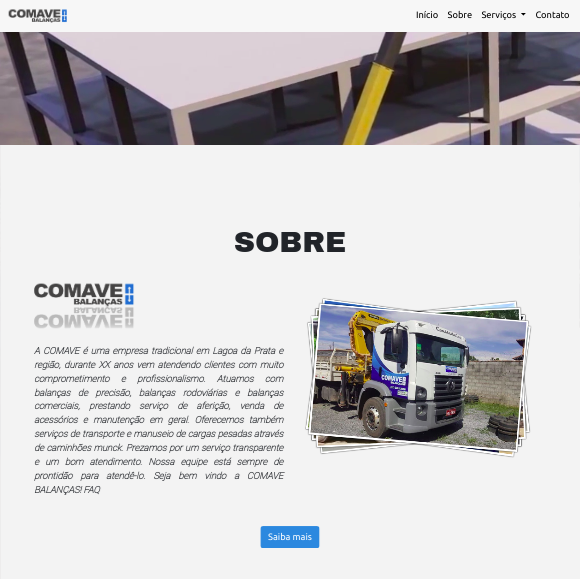 COMAVE
BALANÇAS
Início Sobre Serviços Contato
SOBRE
COMAVE
BALANÇAS
A COMAVE é uma empresa tradicional em Lagoa da Prata e
região, durante XX anos vem atendendo clientes com muito
comprometimento e profissionalismo. Atuamos com
balanças de precisão, balanças rodoviárias e balanças
comerciais, prestando serviço de aferição, venda de
acessórios e manutenção em geral. Oferecemos também
serviços de transporte e manuseio de cargas pesadas através
de caminhões munck. Prezamos por um serviço transparente
e um bom atendimento. Nossa equipe está sempre de
prontidão para atendê-lo. Seja bem vindo a COMAVE
BALANÇAS! FAQ
COMAVE
Saiba mais